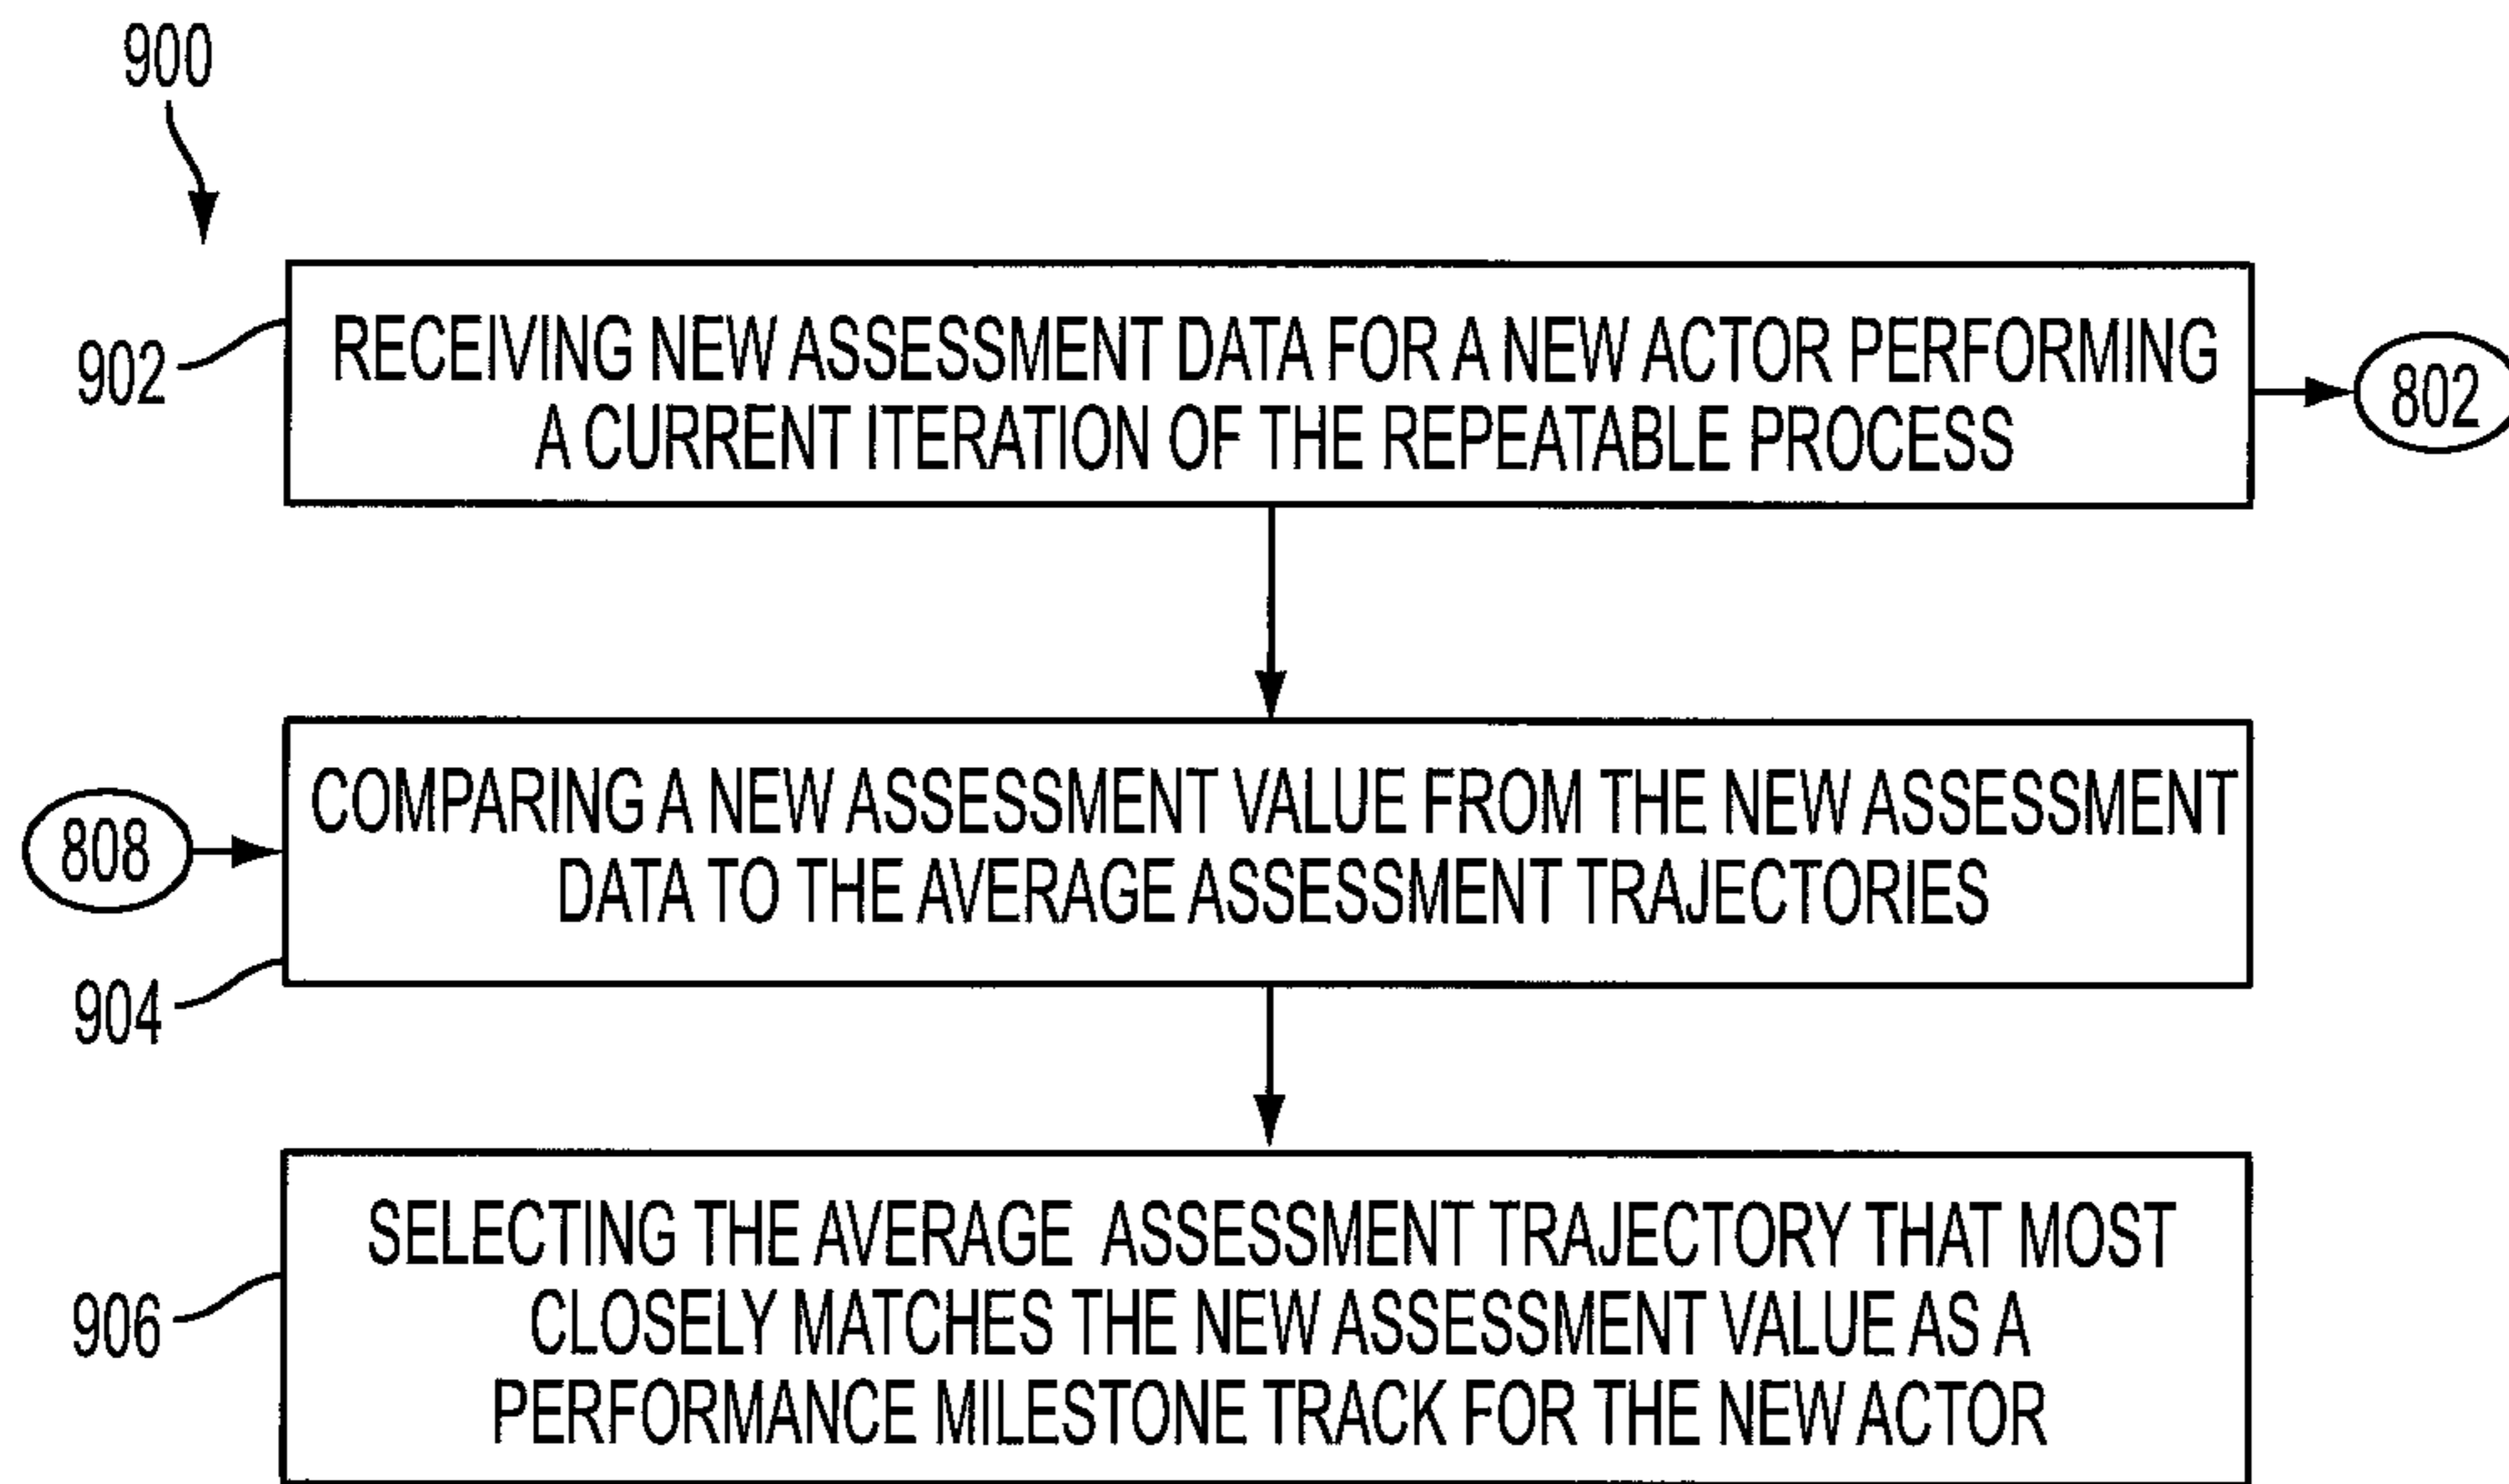 900
902
RECEIVING NEW ASSESSMENT DATA FOR A NEW ACTOR PERFORMING
A CURRENT ITERATION OF THE REPEATABLE PROCESS
802
808
COMPARING A NEW ASSESSMENT VALUE FROM THE NEW ASSESSMENT
DATA TO THE AVERAGE ASSESSMENT TRAJECTORIES
904
SELECTING THE AVERAGE ASSESSMENT TRAJECTORY THAT MOST
CLOSELY MATCHES THE NEW ASSESSMENT VALUE AS A
PERFORMANCE MILESTONE TRACK FOR THE NEW ACTOR
906